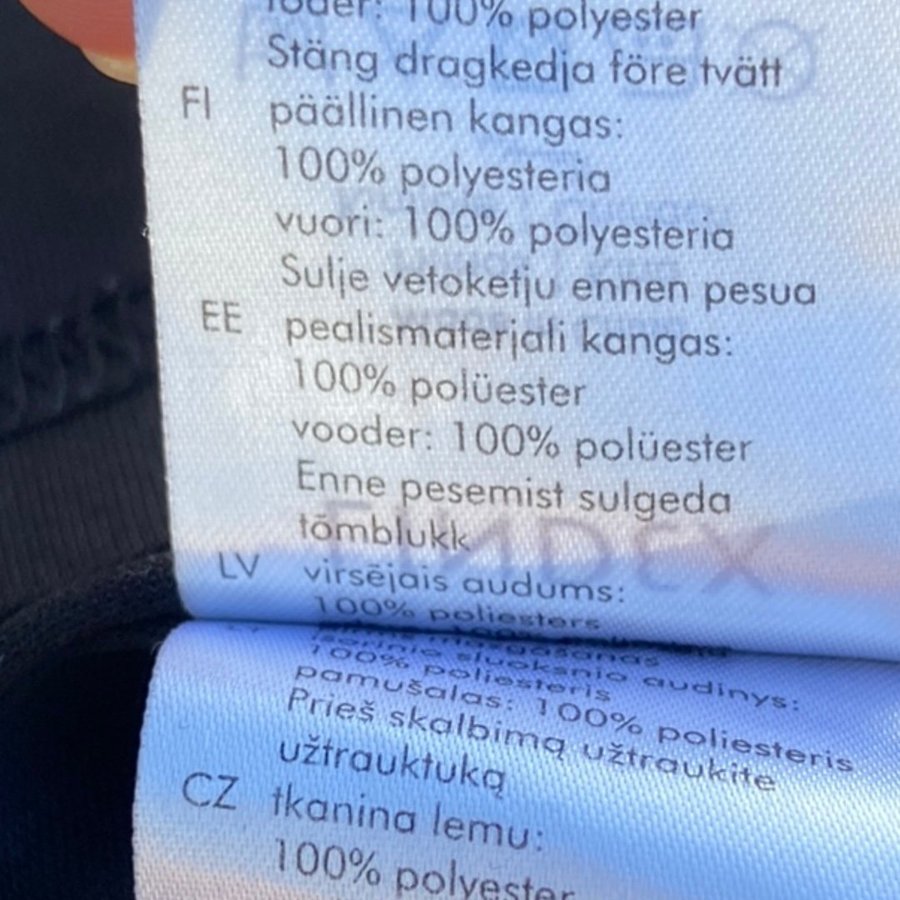 foder: 100% polyester
Stäng dragkedja före tvätt
FI päällinen kangas:
100% polyesteria
vuori: 100% polyesteria
Sulje vetoketju ennen pesua
EE pealismaterjali kangas:
100% polüester
vooder: 100% polüester
Enne pesemist sulgeda
tõmblukk
LV virsējais audums:
100% poliesters
išorinio sluoksnio audinys:
100% poliesteris
pamušalas: 100% poliesteris
Prieš skalbimą užtraukite
užtrauktuką
CZ tkanina lemu:
100% polyester